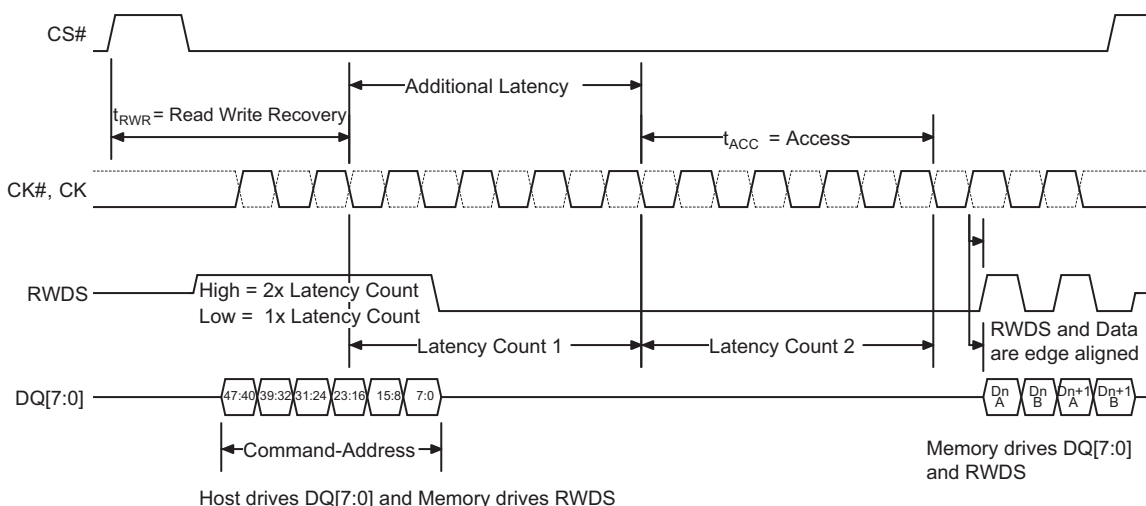 CS#
Additional Latency
tRWR = Read Write Recovery
tACC = Access
CK#, CK
RWDS
High = 2x Latency Count
Low = 1x Latency Count
Latency Count 1
Latency Count 2
RWDS and Data
are edge aligned
DQ[7:0]
47:40 39:32 31:24 23:16 15:8 7:0
Dn A
Dn B
Dn+1 A
Dn+1 B
Command-Address
Memory drives DQ[7:0]
and RWDS
Host drives DQ[7:0] and Memory drives RWDS